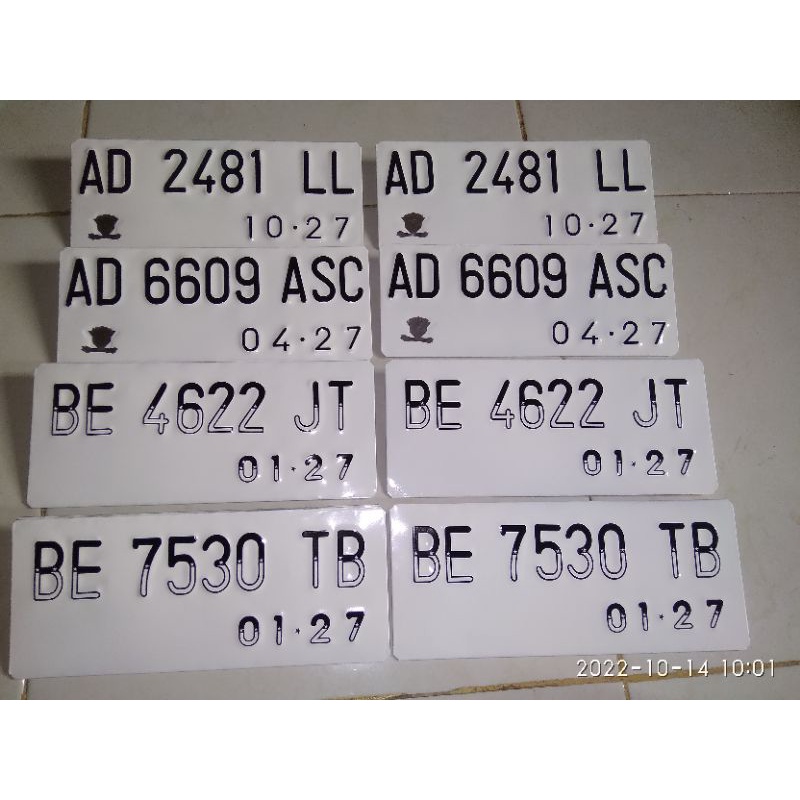 AD 2481 LL
10·27
AD 2481 LL
10·27
AD 6609 ASC
04·27
AD 6609 ASC
04·27
BE 4622 JT
01·27
BE 4622 JT
01·27
BE 7530 TB
01·27
BE 7530 TB
01·27
2022-10-14 10:01